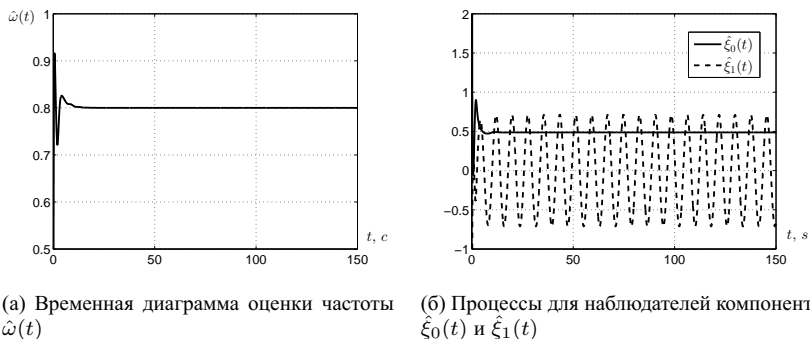 ω̂(t)
1
0.9
0.8
0.7
0.6
0.5
0
50
100
150
t, c
2
1.5
1
0.5
0
−0.5
−1
0
50
100
150
t, s
ξ̂₀(t)
ξ̂₁(t)
(а) Временная диаграмма оценки частоты
ω̂(t)
(б) Процессы для наблюдателей компонент
ξ̂₀(t) и ξ̂₁(t)